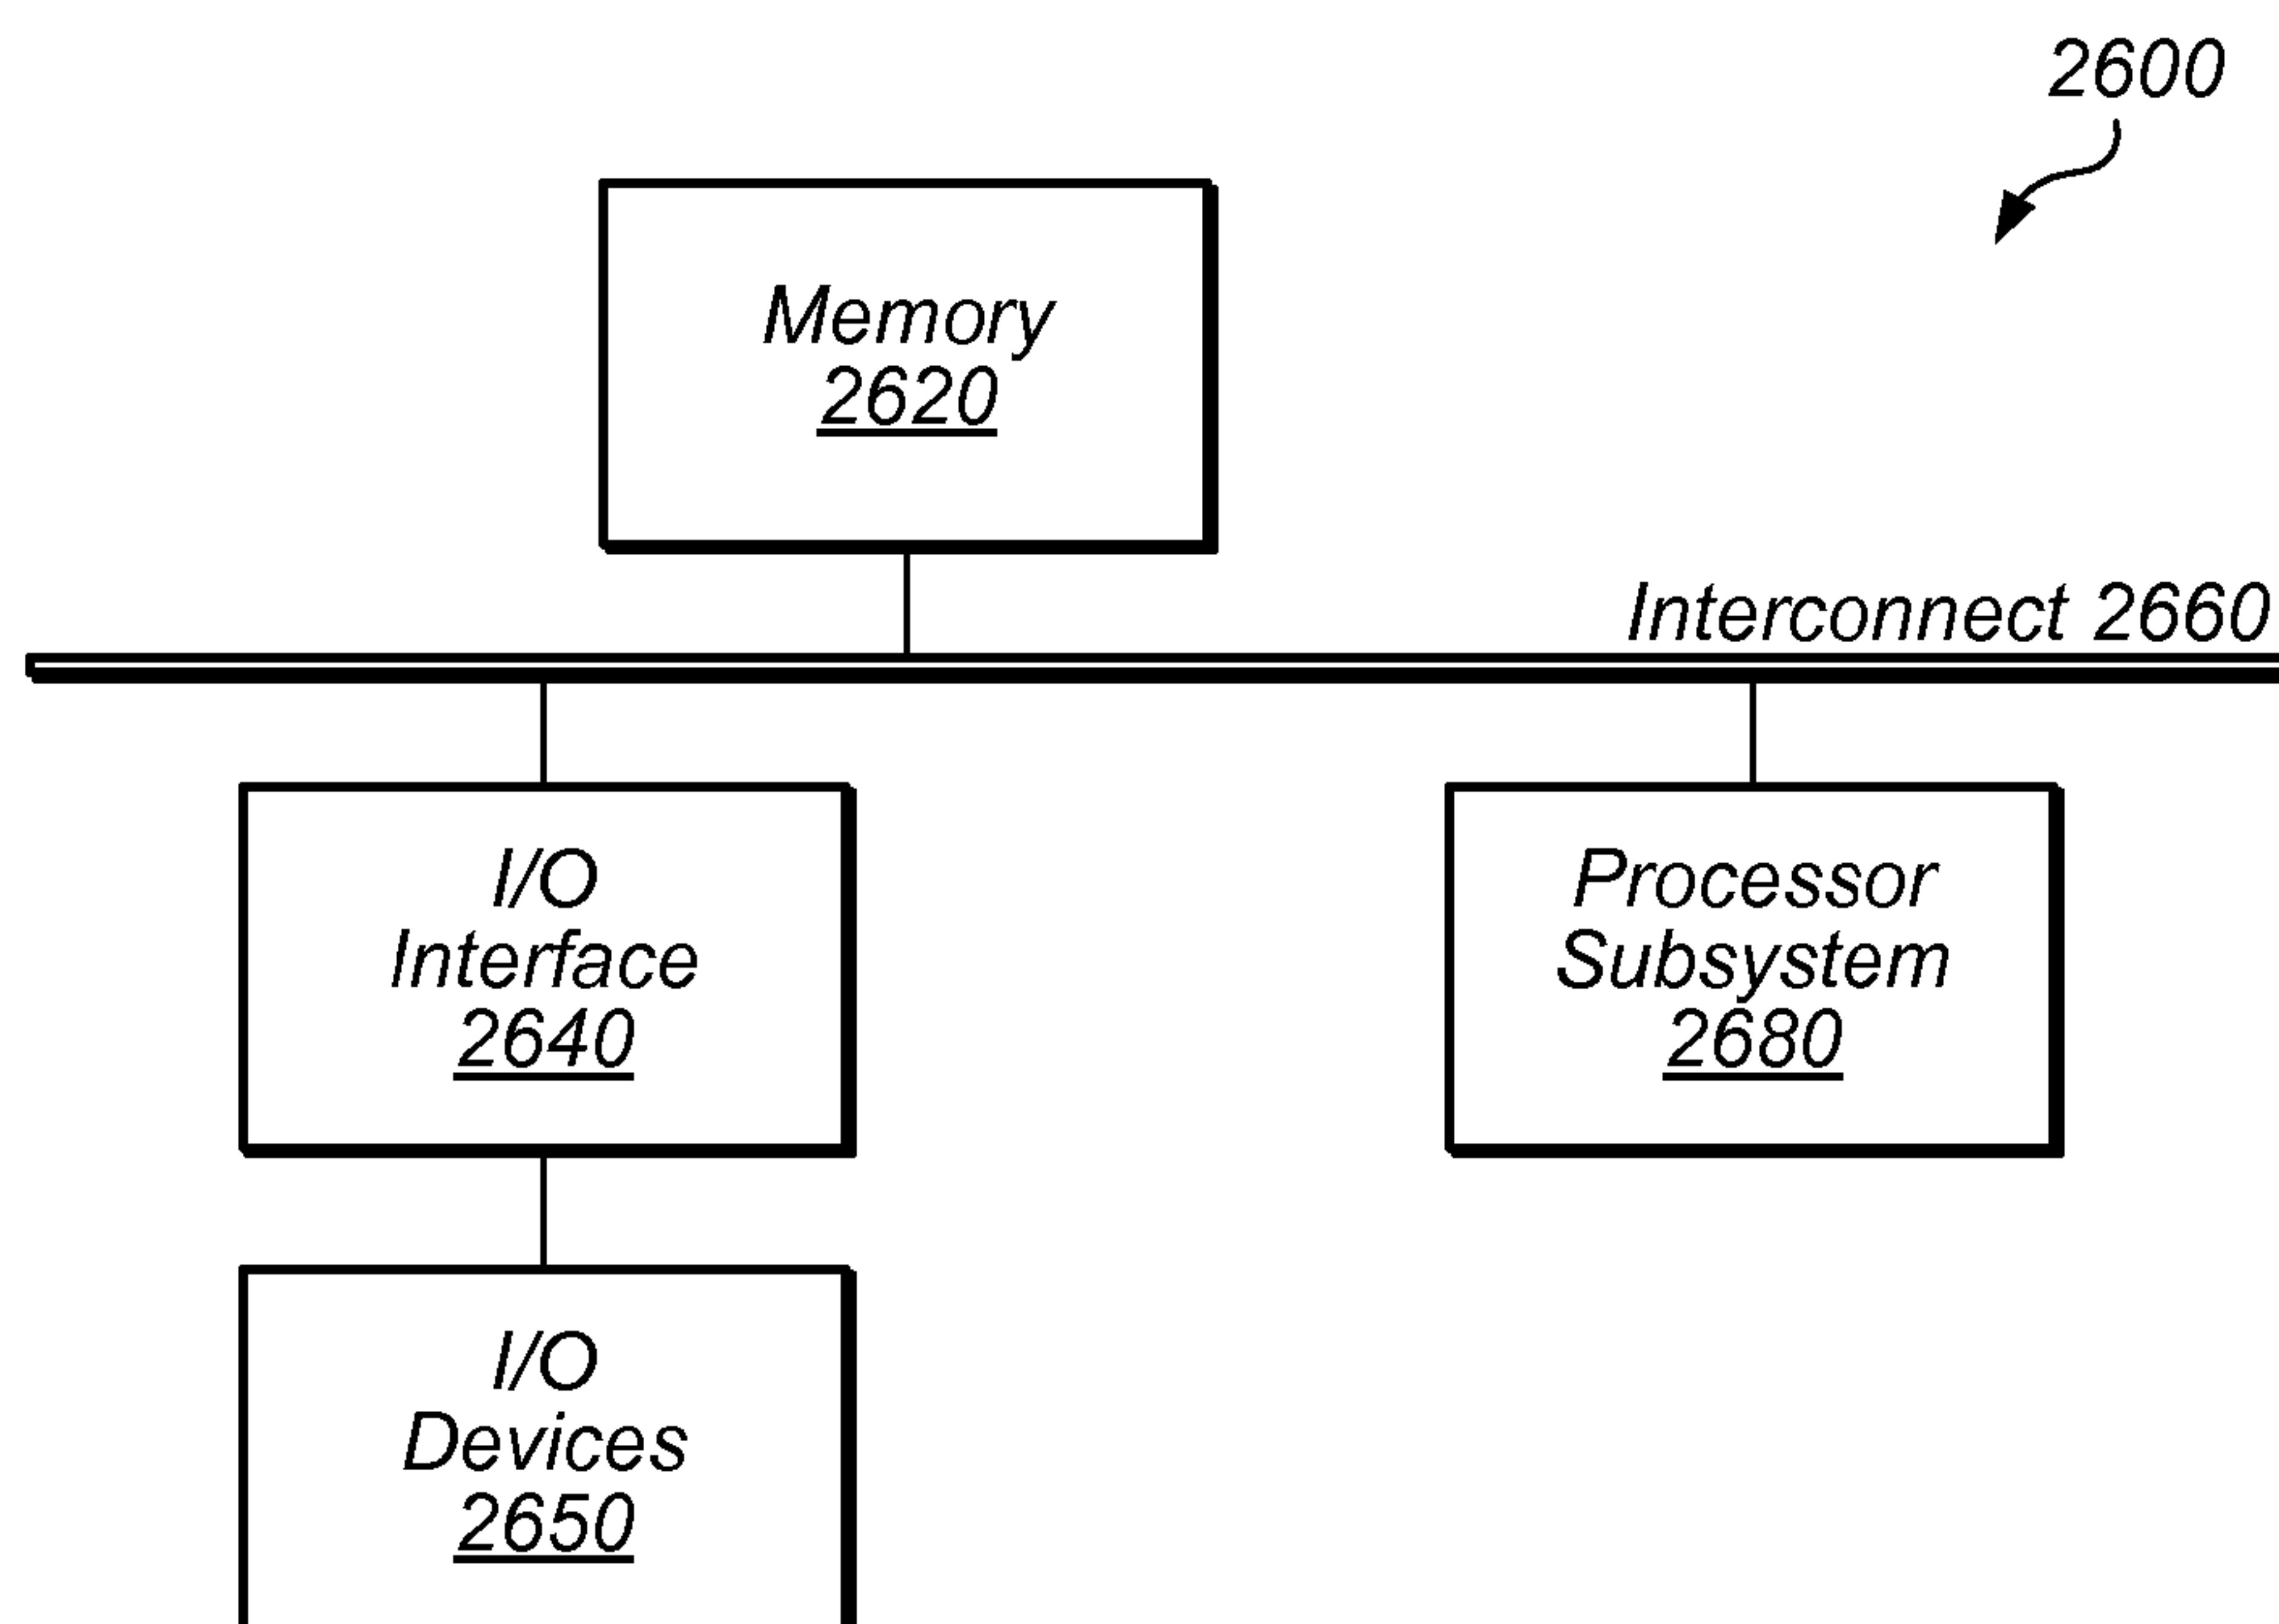 2600
Memory
2620
Interconnect 2660
I/O
Interface
2640
Processor
Subsystem
2680
I/O
Devices
2650